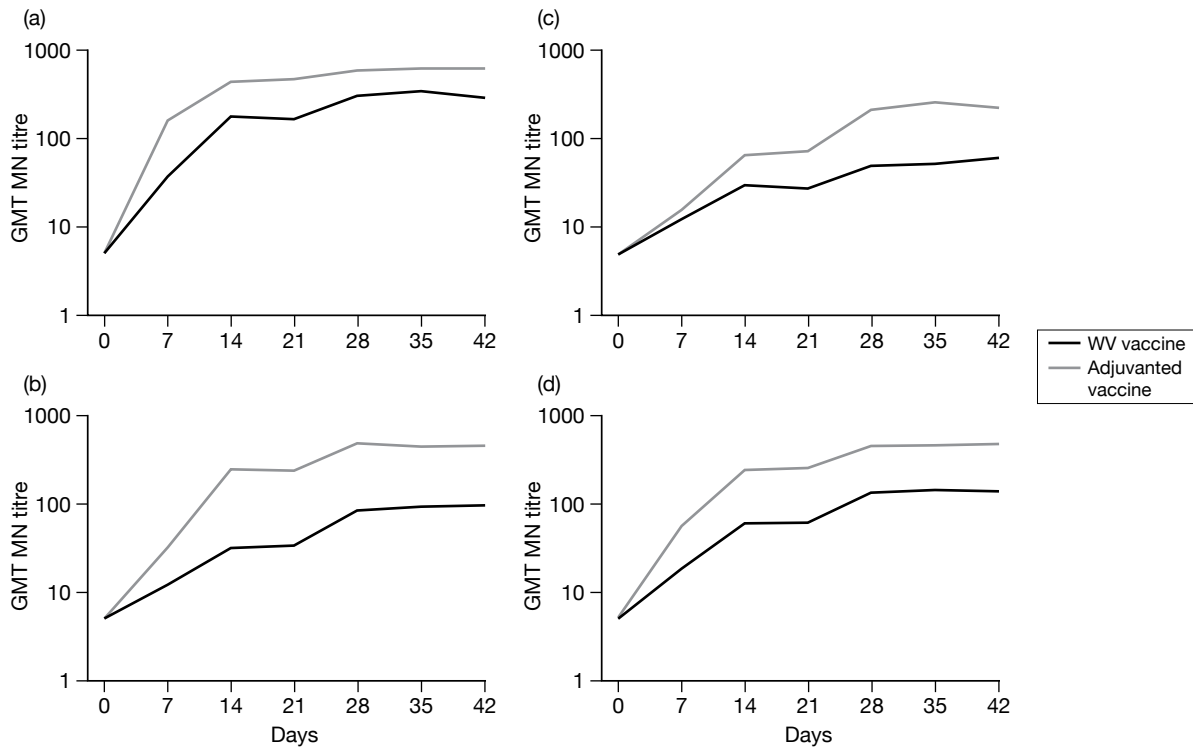 (a)
GMT MN titre
1000
100
10
1
0 7 14 21 28 35 42
(c)
GMT MN titre
1000
100
10
1
0 7 14 21 28 35 42
WV vaccine
Adjuvanted
vaccine
(b)
GMT MN titre
1000
100
10
1
0 7 14 21 28 35 42
Days
(d)
GMT MN titre
1000
100
10
1
0 7 14 21 28 35 42
Days